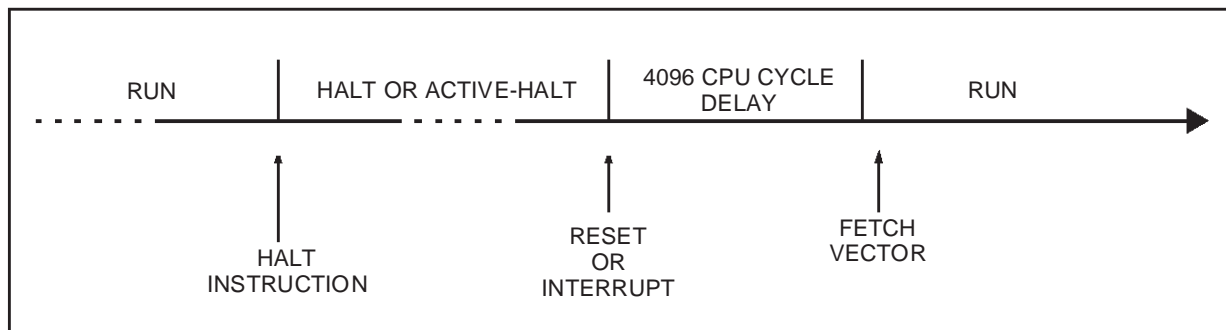 RUN
HALT OR ACTIVE-HALT
4096 CPU CYCLE
DELAY
RUN
HALT
INSTRUCTION
RESET
OR
INTERRUPT
FETCH
VECTOR